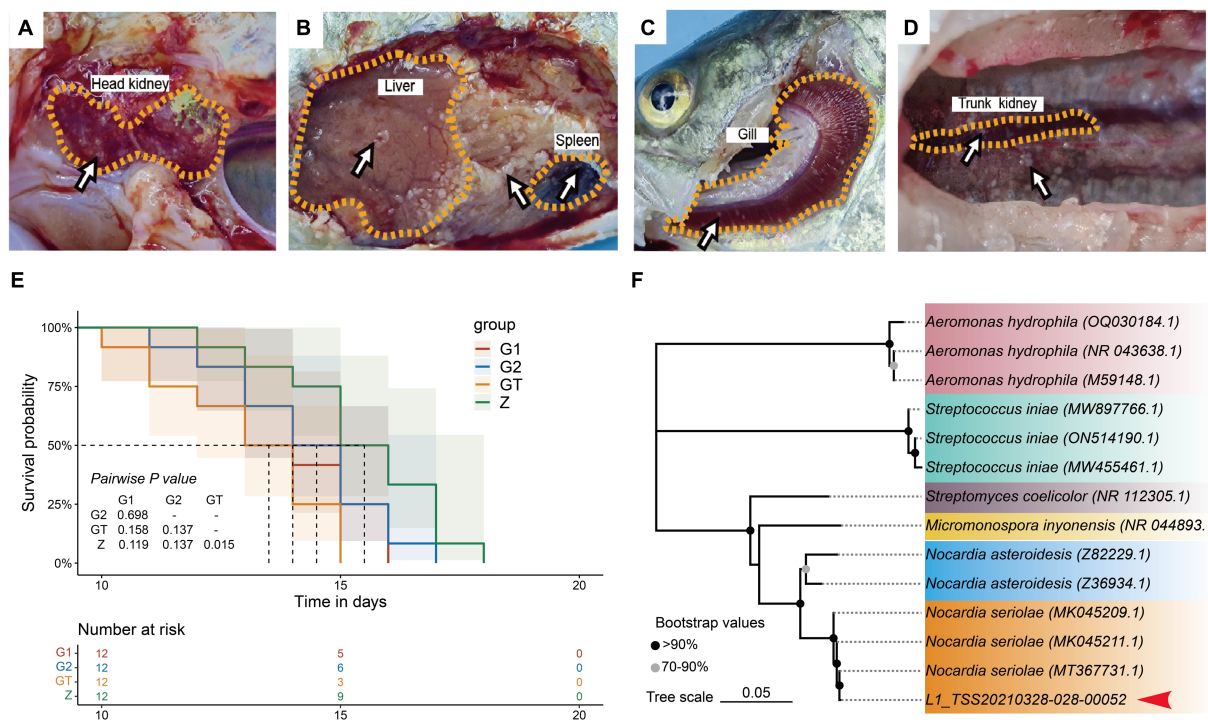 A
Head kidney
B
Liver
Spleen
C
Gill
D
Trunk kidney
E
Survival probability
100%
75%
50%
25%
0%
group
G1
G2
GT
Z
Pairwise P value
G1 G2 GT
G2 0.698 - -
GT 0.158 0.137 -
Z 0.119 0.137 0.015
10 15 20
Time in days
Number at risk
G1 12 5 0
G2 12 6 0
GT 12 3 0
Z 12 9 0
10 15 20
F
Aeromonas hydrophila (OQ030184.1)
Aeromonas hydrophila (NR 043638.1)
Aeromonas hydrophila (M59148.1)
Streptococcus iniae (MW897766.1)
Streptococcus iniae (ON514190.1)
Streptococcus iniae (MW455461.1)
Streptomyces coelicolor (NR 112305.1)
Micromonospora inyonensis (NR 044893.
Nocardia asteroidesis (Z82229.1)
Nocardia asteroidesis (Z36934.1)
Nocardia seriolae (MK045209.1)
Nocardia seriolae (MK045211.1)
Nocardia seriolae (MT367731.1)
L1_TSS20210328-028-00052
Bootstrap values
>90%
70-90%
Tree scale 0.05